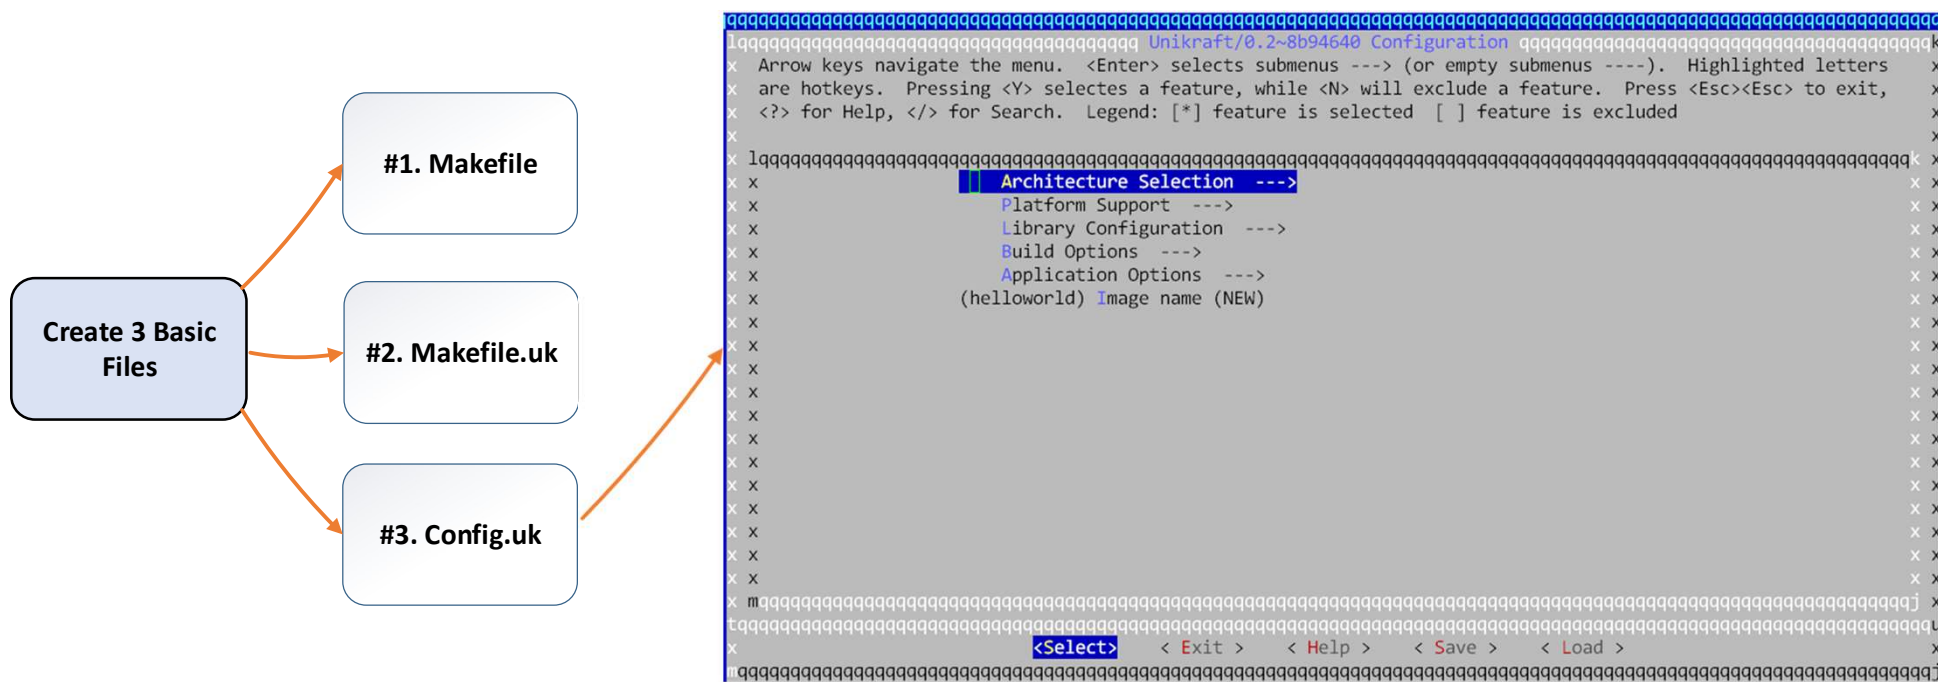 Create 3 Basic
Files
#1. Makefile
#2. Makefile.uk
#3. Config.uk
Unikraft/0.2~8b94640 Configuration
Arrow keys navigate the menu.  <Enter> selects submenus ---> (or empty submenus ----).  Highlighted letters
are hotkeys.  Pressing <Y> selectes a feature, while <N> will exclude a feature.  Press <Esc><Esc> to exit,
<?> for Help, </> for Search.  Legend: [*] feature is selected  [ ] feature is excluded
Architecture Selection  --->
Platform Support  --->
Library Configuration  --->
Build Options  --->
Application Options  --->
(helloworld) Image name (NEW)
<Select>    < Exit >    < Help >    < Save >    < Load >